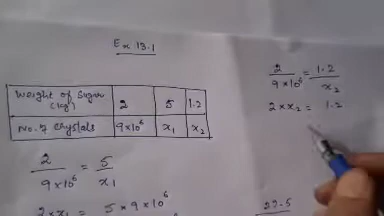 Ex 13.1
Weight of Sugar (kg) 2 5 1.2
No. of Crystals 9×10⁶ x₁ x₂
2/9×10⁶ = 5/x₁
2×x₁ = 5×9×10⁶
2/9×10⁶ = 1.2/x₂
2×x₂ = 1.2